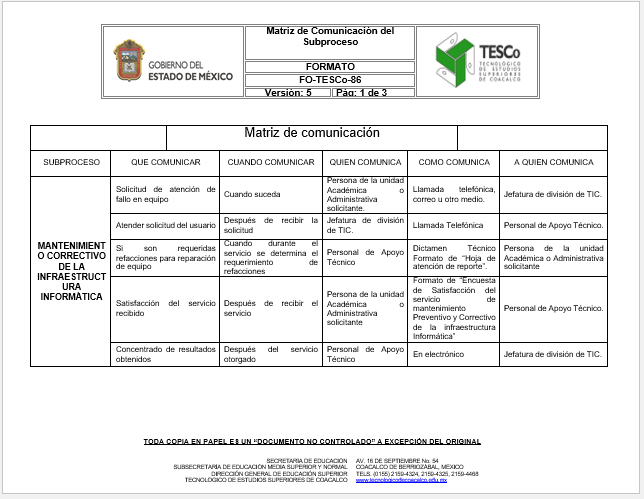 GOBIERNO DEL
ESTADO DE MÉXICO
Matriz de Comunicación del
Subproceso
FORMATO
FO-TESCo-86
Versión: 5 Pág: 1 de 3
TESCo
TECNOLÓGICO
DE ESTUDIOS
SUPERIORES
DE COACALCO
Matriz de comunicación
SUBPROCESO QUE COMUNICAR CUANDO COMUNICAR QUIEN COMUNICA COMO COMUNICA A QUIEN COMUNICA
MANTENIMIENT
O CORRECTIVO
DE LA
INFRAESTRUCT
URA
INFORMÁTICA
Solicitud de atención de
fallo en equipo
Cuando suceda
Persona de la unidad
Académica o
Administrativa
solicitante.
Llamada telefónica,
correo u otro medio.
Jefatura de división de TIC.
Atender solicitud del usuario
Después de recibir la
solicitud
Jefatura de división
de TIC.
Llamada Telefónica
Personal de Apoyo Técnico.
Si son requeridas
refacciones para reparación
de equipo
Cuando durante el
servicio se determina el
requerimiento de
refacciones
Personal de Apoyo
Técnico
Dictamen Técnico
Formato de “Hoja de
atención de reporte”.
Persona de la unidad
Académica o Administrativa
solicitante
Satisfacción del servicio
recibido
Después de recibir el
servicio
Persona de la unidad
Académica o
Administrativa
solicitante
Formato de “Encuesta
de Satisfacción del
servicio de
mantenimiento
Preventivo y Correctivo
de la infraestructura
Informática”
Personal de Apoyo Técnico.
Concentrado de resultados
obtenidos
Después del servicio
otorgado
Personal de Apoyo
Técnico
En electrónico
Jefatura de división de TIC.
TODA COPIA EN PAPEL ES UN “DOCUMENTO NO CONTROLADO” A EXCEPCIÓN DEL ORIGINAL
SECRETARÍA DE EDUCACIÓN
SUBSECRETARÍA DE EDUCACIÓN MEDIA SUPERIOR Y NORMAL
DIRECCIÓN GENERAL DE EDUCACIÓN SUPERIOR
TECNOLÓGICO DE ESTUDIOS SUPERIORES DE COACALCO
AV. 16 DE SEPTIEMBRE No. 54
COACALCO DE BERRIOZÁBAL, MÉXICO
TELS. (0155) 2159-4324, 2159-4325, 2159-4468
www.tecnologicodecoacalco.edu.mx